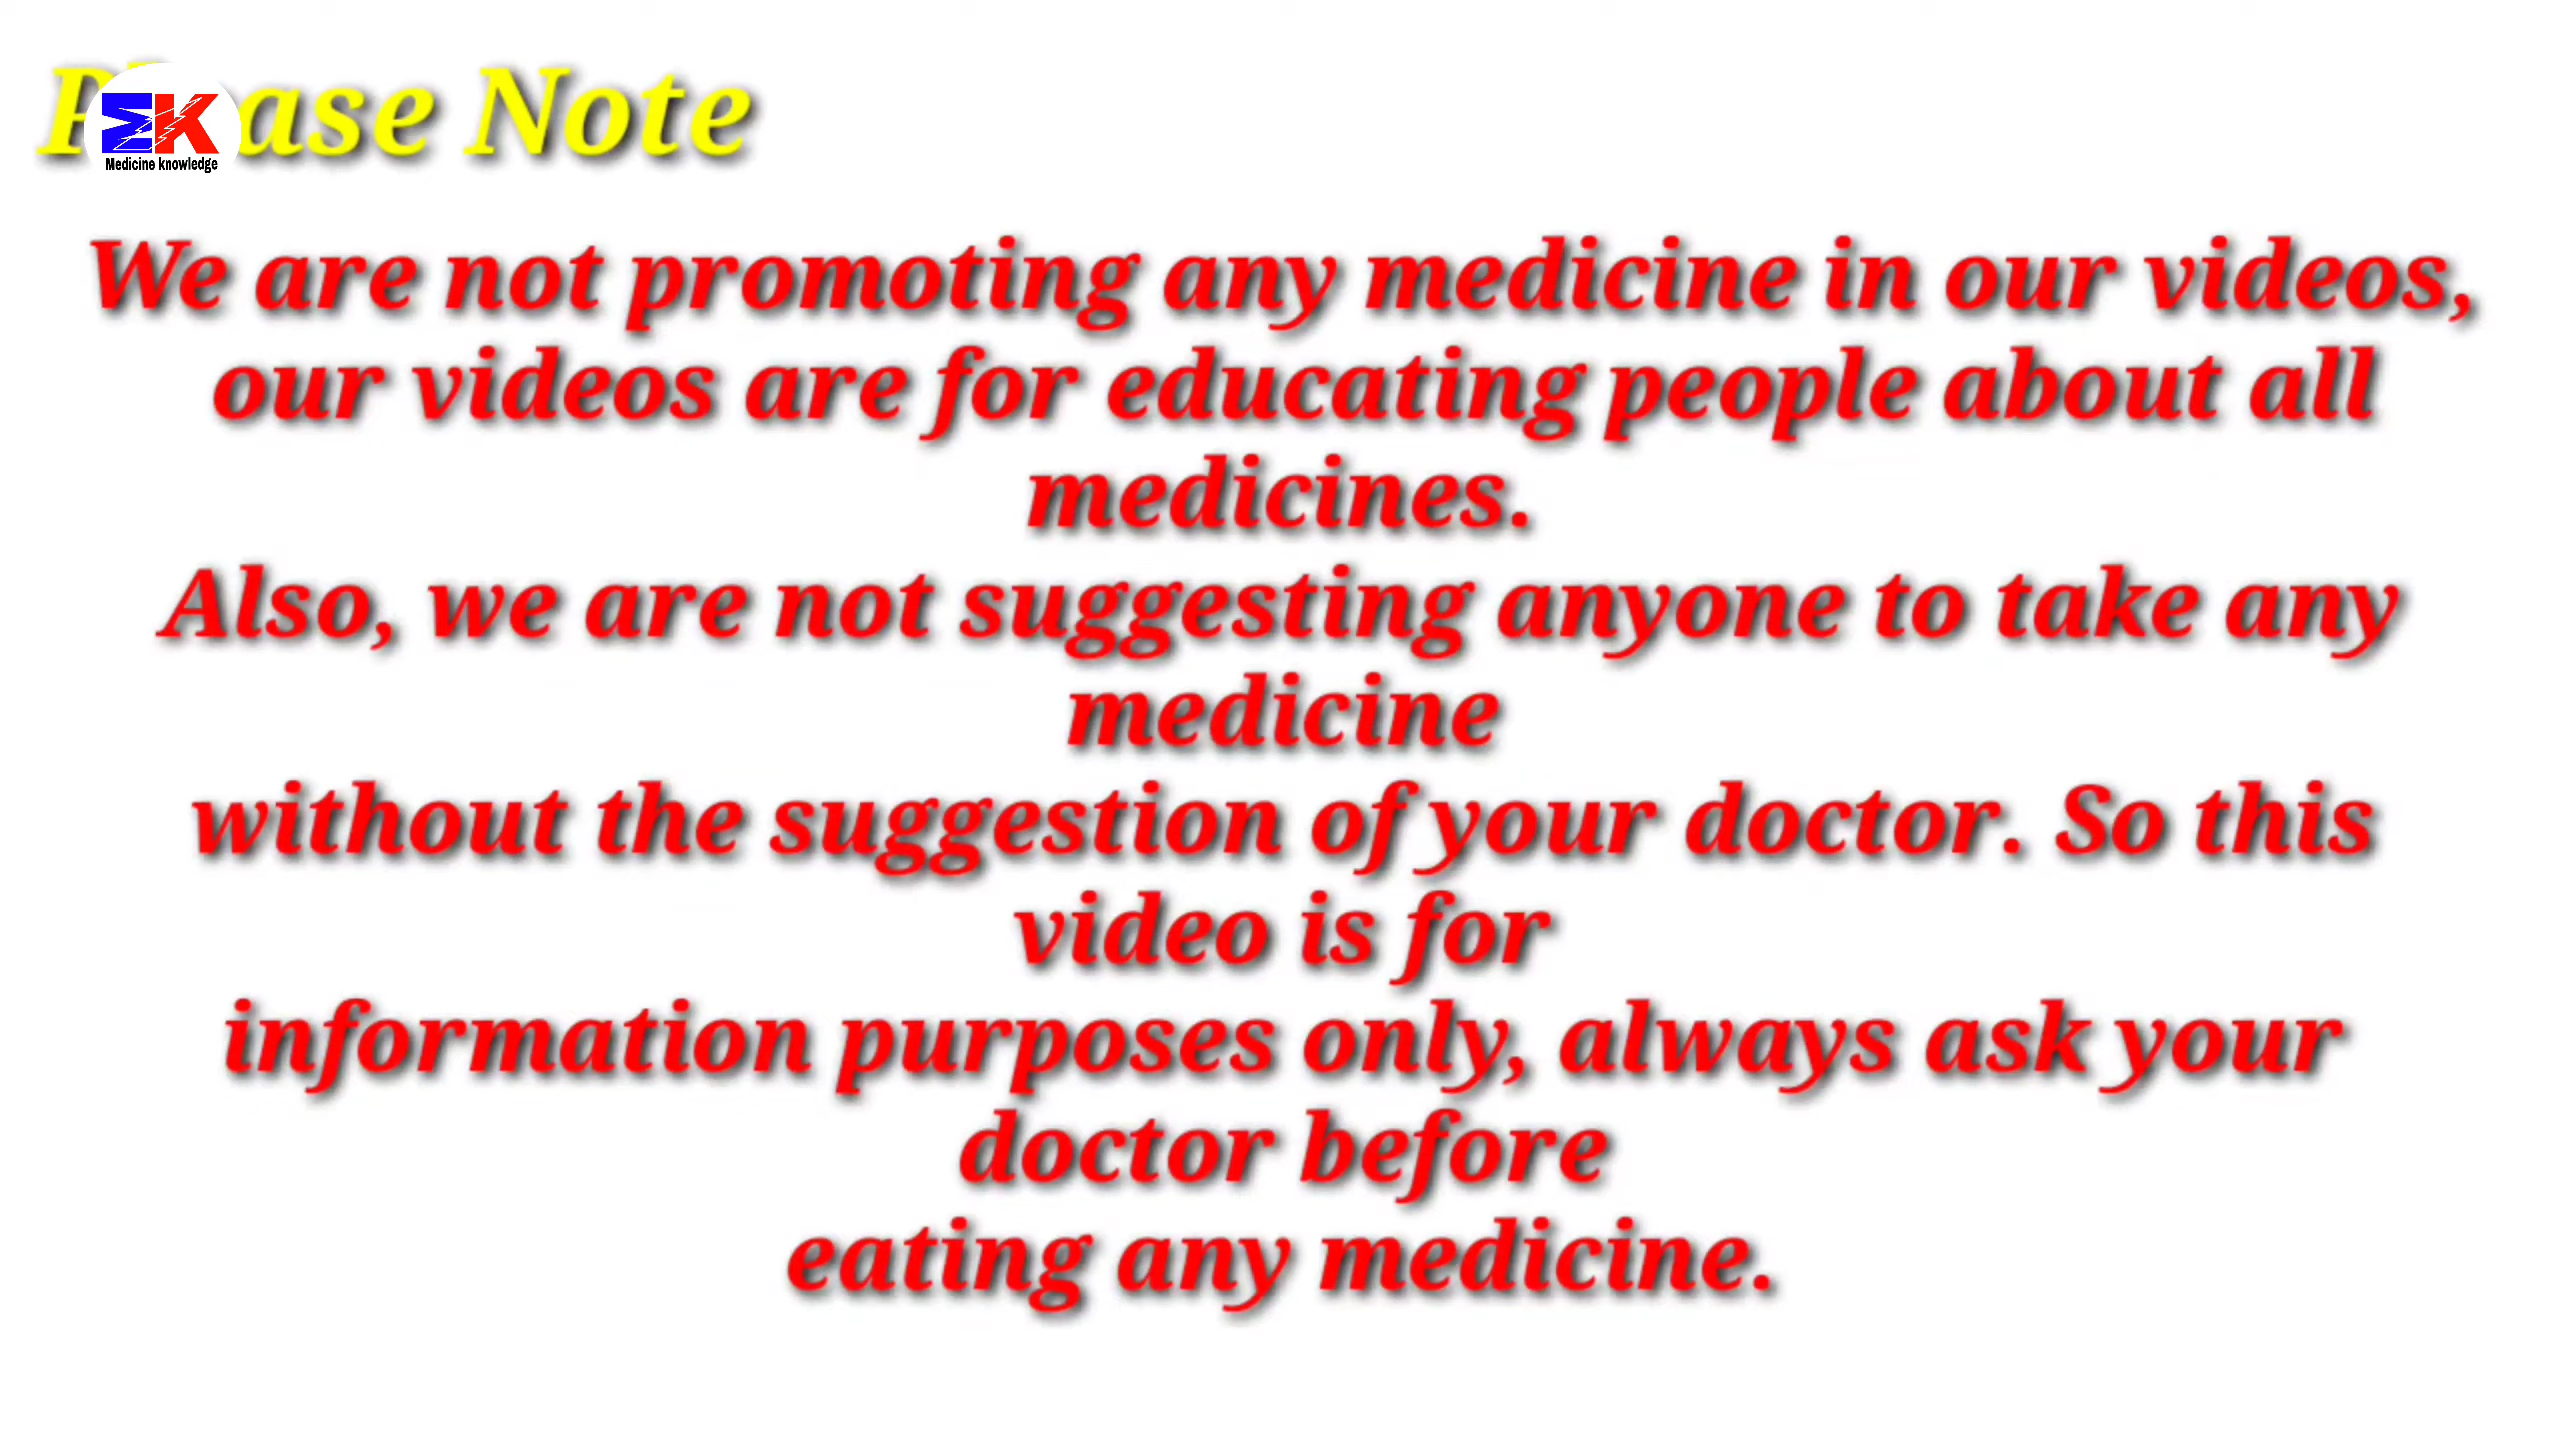 Please Note
MK
Medicine knowledge
We are not promoting any medicine in our videos,
our videos are for educating people about all
medicines.
Also, we are not suggesting anyone to take any
medicine
without the suggestion of your doctor. So this
video is for
information purposes only, always ask your
doctor before
eating any medicine.